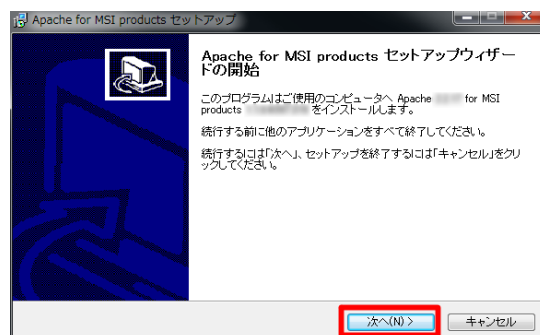 Apache for MSI products セットアップ
Apache for MSI products セットアップウィザー
ドの開始
このプログラムはご使用のコンピュータへ Apache for MSI
products をインストールします。
続行する前に他のアプリケーションをすべて終了してください。
続行するには「次へ」、セットアップを終了するには「キャンセル」をクリ
ックしてください。
次へ(N) >
キャンセル